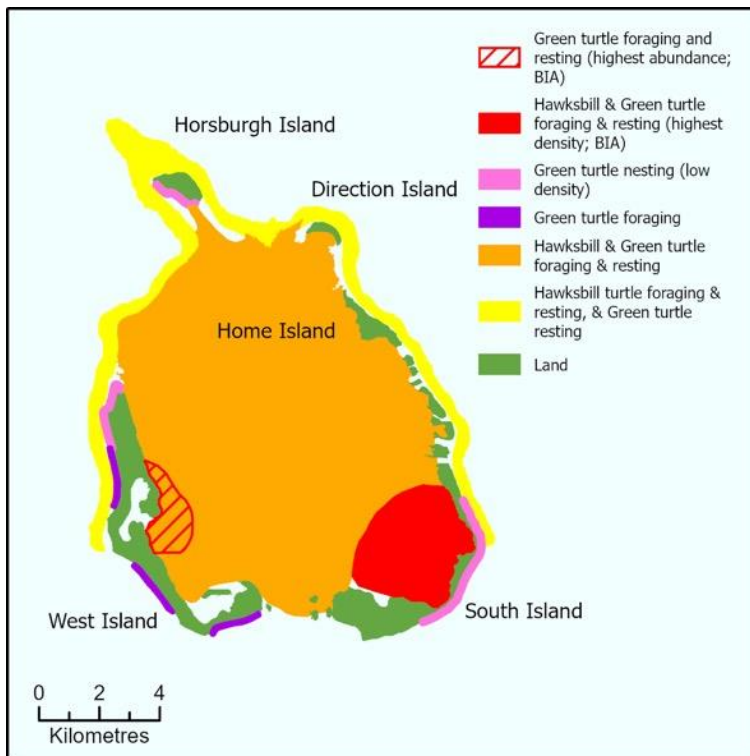 Green turtle foraging and
resting (highest abundance;
BIA)
Hawksbill & Green turtle
foraging & resting (highest
density; BIA)
Green turtle nesting (low
density)
Green turtle foraging
Hawksbill & Green turtle
foraging & resting
Hawksbill turtle foraging &
resting, & Green turtle
resting
Land
Horsburgh Island
Direction Island
Home Island
West Island
South Island
0 2 4
Kilometres